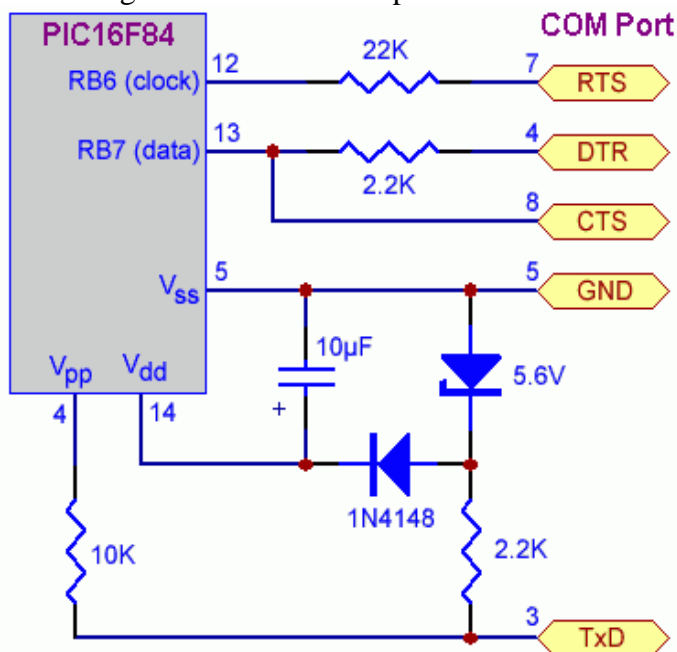 PIC16F84
COM Port
RB6 (clock)
12
22K
7
RTS
RB7 (data)
13
2.2K
4
DTR
8
CTS
Vss
5
5
GND
10µF
+
5.6V
Vpp
Vdd
4
14
1N4148
10K
2.2K
3
TxD